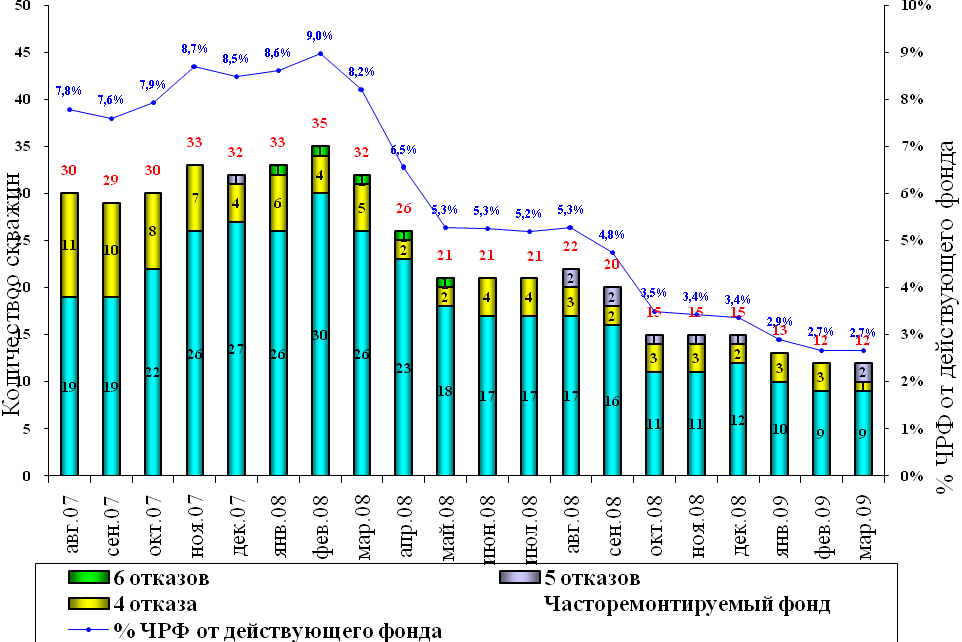 50 10%
9,0%
45 8,7% 8,5% 8,6% 9%
7,8% 7,6% 7,9% 8,2%
40 8%
35 33 32 33 35 32 6,5% 7%
30 29 30
30 7 4 6 4 1 5 26 5,3% 5,3% 5,2% 5,3% 6%
11 10 8 4,8%
25 1 2 21 21 21 22 20 5%
20 1 2 4 4 2 3 2 2 3,5% 3,4% 3,4% 4%
15 15 15 15 2,9% 2,7% 2,7% 3%
3 3 2 13 12 12
10 3 3 2 2%
19 19 22 26 27 26 30 26 23 18 17 17 17 16 11 11 12 10 9 9
5 1%
0 0%
Количествоо скважин
% ЧРФ от действующего фонда
авг.07 сен.07 окт.07 ноя.07 дек.07 янв.08 фев.08 мар.08 апр.08 май.08 июн.08 июл.08 авг.08 сен.08 окт.08 ноя.08 дек.08 янв.09 фев.09 мар.09
6 отказов 5 отказов
4 отказа Часторемонтируемый фонд
% ЧРФ от действующего фонда